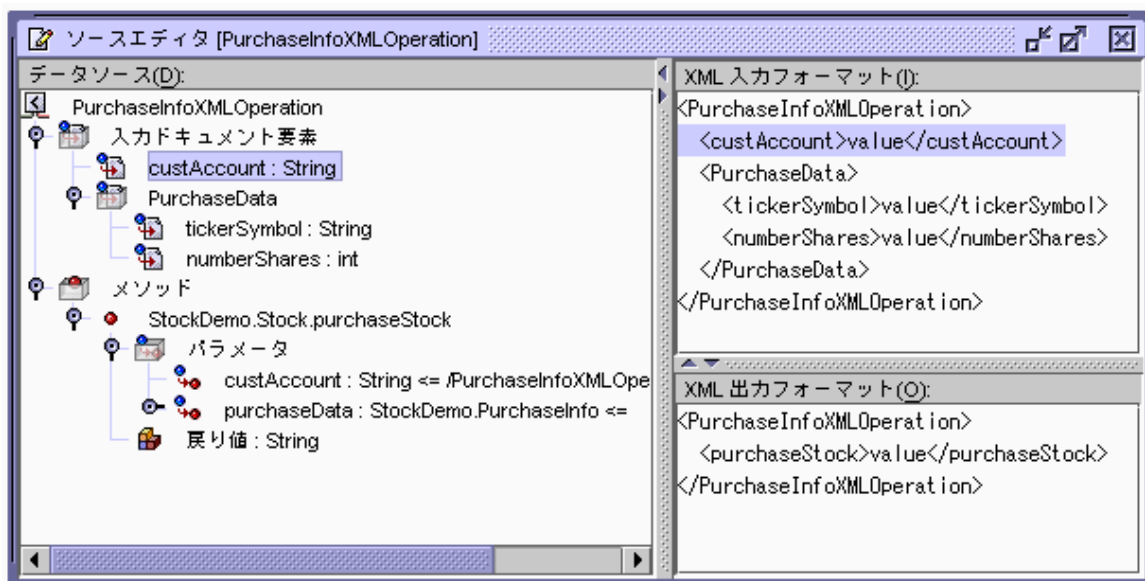 ソースエディタ [PurchaseInfoXMLOperation]
データソース(D):
PurchaseInfoXMLOperation
入力ドキュメント要素
custAccount : String
PurchaseData
tickerSymbol : String
numberShares : int
メソッド
StockDemo.Stock.purchaseStock
パラメータ
custAccount : String <= /PurchaseInfoXMLOpe
purchaseData : StockDemo.PurchaseInfo <=
戻り値 : String
XML 入力フォーマット(I):
<PurchaseInfoXMLOperation>
<custAccount>value</custAccount>
<PurchaseData>
<tickerSymbol>value</tickerSymbol>
<numberShares>value</numberShares>
</PurchaseData>
</PurchaseInfoXMLOperation>
XML 出力フォーマット(O):
<PurchaseInfoXMLOperation>
<purchaseStock>value</purchaseStock>
</PurchaseInfoXMLOperation>